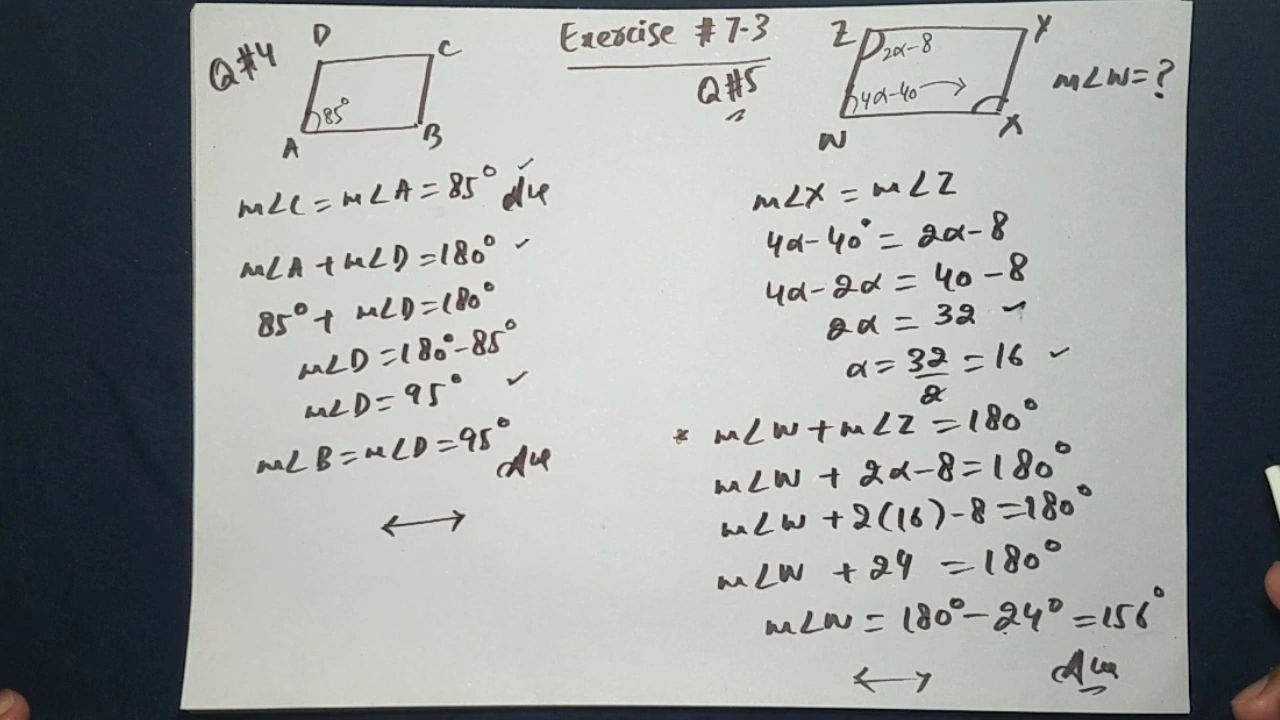 Exercise # 7-3
Q#4
D
C
85°
A
B
m∠C = m∠A = 85° Ans
m∠A + m∠D = 180°
85° + m∠D = 180°
m∠D = 180° - 85°
m∠D = 95°
m∠B = m∠D = 95° Ans
Q#5
Z
Y
2α-8
4α-40
W
X
m∠W = ?
m∠X = m∠Z
4α-40° = 2α-8
4α-2α = 40-8
2α = 32
α = 32/2 = 16
* m∠W + m∠Z = 180°
m∠W + 2α-8 = 180°
m∠W + 2(16)-8 = 180°
m∠W + 24 = 180°
m∠W = 180° - 24° = 156°
Ans